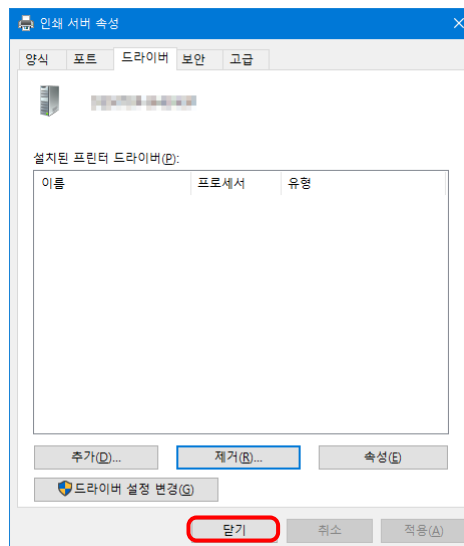 인쇄 서버 속성
양식 포트 드라이버 보안 고급
설치된 프린터 드라이버(P):
이름 프로세서 유형
추가(D)... 제거(R)... 속성(E)
드라이버 설정 변경(G)
닫기 취소 적용(A)